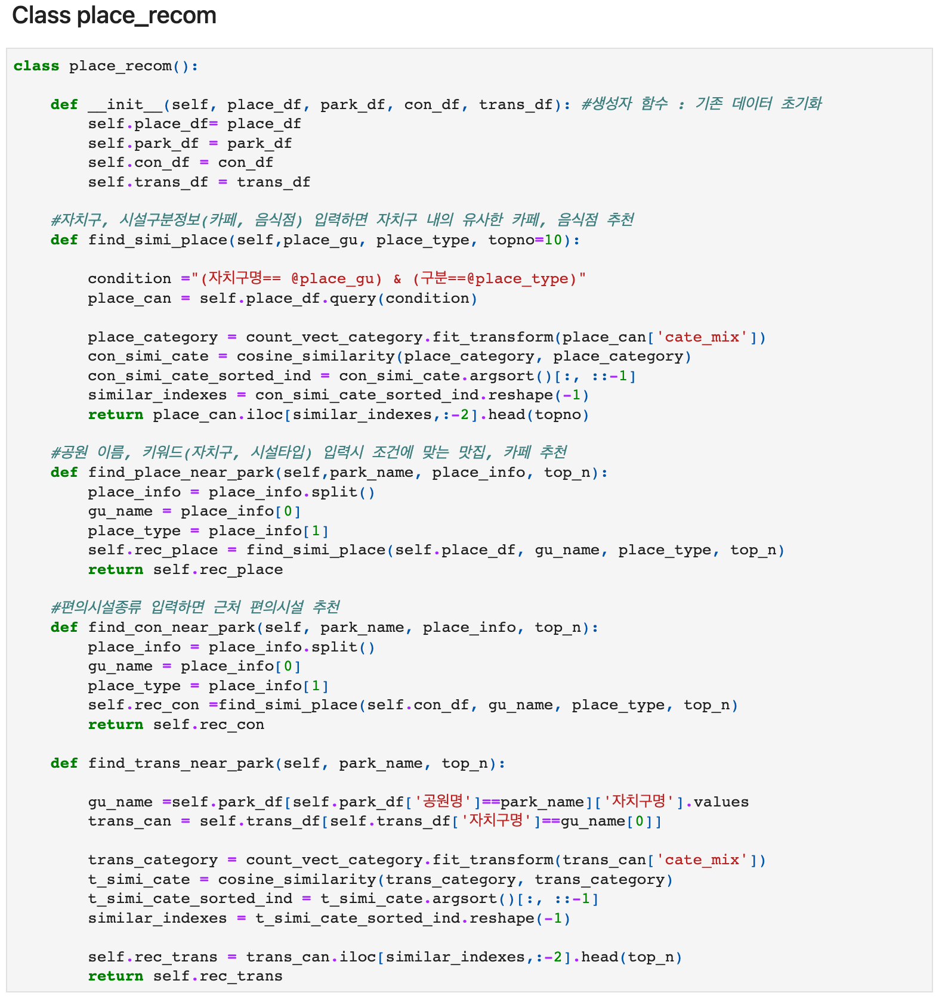 Class place_recom
class place_recom():
    def __init__(self, place_df, park_df, con_df, trans_df): #생성자 함수 : 기존 데이터 초기화
        self.place_df= place_df
        self.park_df = park_df
        self.con_df = con_df
        self.trans_df = trans_df
    #자치구, 시설구분정보(카페, 음식점) 입력하면 자치구 내의 유사한 카페, 음식점 추천
    def find_simi_place(self,place_gu, place_type, topno=10):
        condition ="(자치구명== @place_gu) & (구분==@place_type)"
        place_can = self.place_df.query(condition)
        place_category = count_vect_category.fit_transform(place_can['cate_mix'])
        con_simi_cate = cosine_similarity(place_category, place_category)
        con_simi_cate_sorted_ind = con_simi_cate.argsort()[:, ::-1]
        similar_indexes = con_simi_cate_sorted_ind.reshape(-1)
        return place_can.iloc[similar_indexes,:-2].head(topno)
    #공원 이름, 키워드(자치구, 시설타입) 입력시 조건에 맞는 맛집, 카페 추천
    def find_place_near_park(self,park_name, place_info, top_n):
        place_info = place_info.split()
        gu_name = place_info[0]
        place_type = place_info[1]
        self.rec_place = find_simi_place(self.place_df, gu_name, place_type, top_n)
        return self.rec_place
    #편의시설종류 입력하면 근처 편의시설 추천
    def find_con_near_park(self, park_name, place_info, top_n):
        place_info = place_info.split()
        gu_name = place_info[0]
        place_type = place_info[1]
        self.rec_con =find_simi_place(self.con_df, gu_name, place_type, top_n)
        return self.rec_con
    def find_trans_near_park(self, park_name, top_n):
        gu_name =self.park_df[self.park_df['공원명']==park_name]['자치구명'].values
        trans_can = self.trans_df[self.trans_df['자치구명']==gu_name[0]]
        trans_category = count_vect_category.fit_transform(trans_can['cate_mix'])
        t_simi_cate = cosine_similarity(trans_category, trans_category)
        t_simi_cate_sorted_ind = t_simi_cate.argsort()[:, ::-1]
        similar_indexes = t_simi_cate_sorted_ind.reshape(-1)
        self.rec_trans = trans_can.iloc[similar_indexes,:-2].head(top_n)
        return self.rec_trans